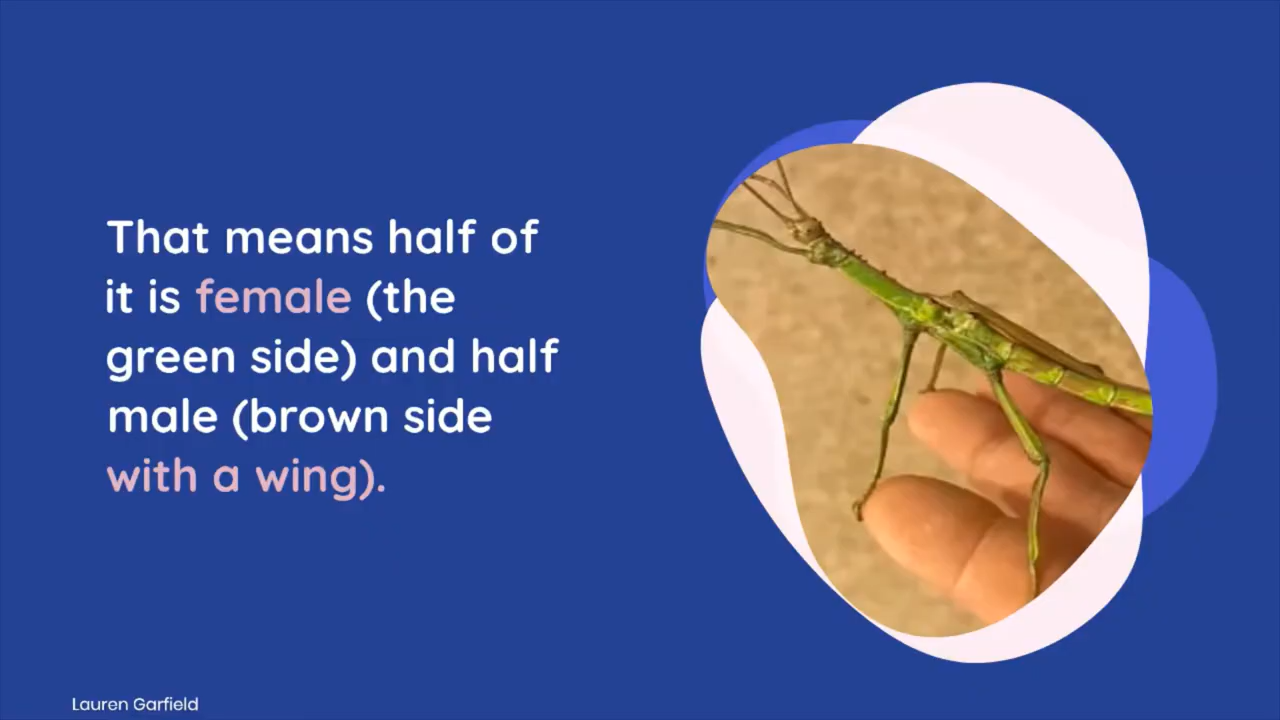 That means half of
it is female (the
green side) and half
male (brown side
with a wing).
Lauren Garfield